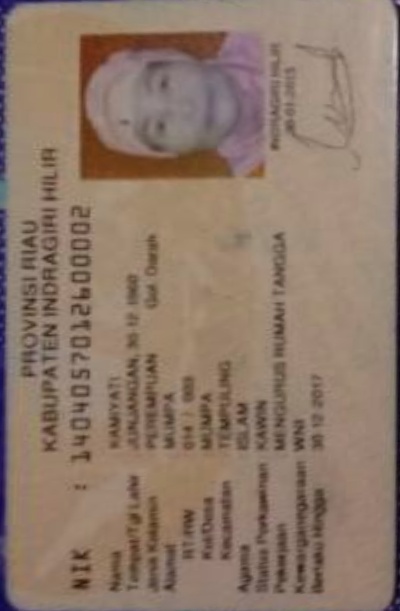 PROVINSI RIAU
KABUPATEN INDRAGIRI HILIR
NIK : 1404057012600002
Nama KAMIYATI
Tempat/Tgl Lahir JUNJANGAN, 30 12 1960
Jenis Kelamin PEREMPUAN Gol. Darah
Alamat MUMPA
RT/RW 014 / 003
Kel/Desa MUMPA
Kecamatan TEMPULING
Agama ISLAM
Status Perkawinan KAWIN
Pekerjaan MENGURUS RUMAH TANGGA
Kewarganegaraan WNI
Berlaku Hingga 30 12 2017
INDRAGIRI HILIR
30-01-2013